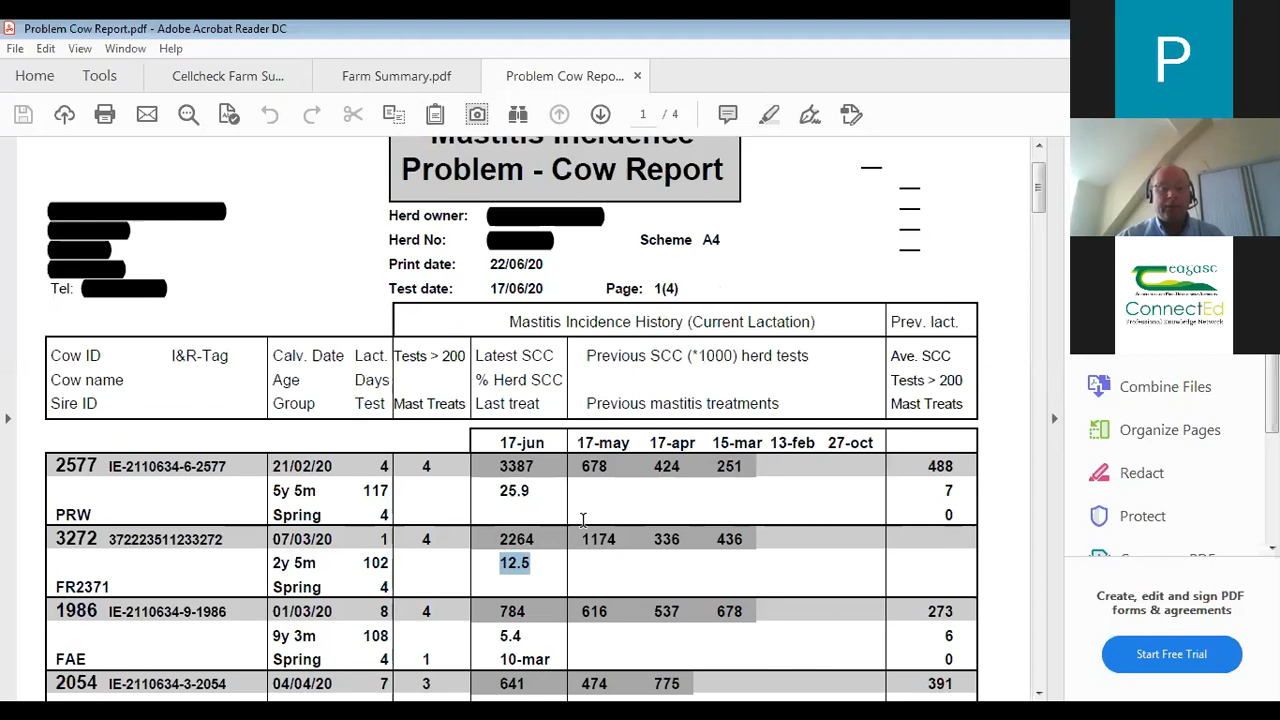 Problem Cow Report.pdf - Adobe Acrobat Reader DC
File Edit View Window Help
Home Tools Cellcheck Farm Su... Farm Summary.pdf Problem Cow Repo... ×
1 / 4
Mastitis Incidence
Problem - Cow Report
Herd owner:
Herd No: Scheme A4
Print date: 22/06/20
Tel: Test date: 17/06/20 Page: 1(4)
Mastitis Incidence History (Current Lactation) Prev. lact.
Cow ID I&R-Tag Calv. Date Lact. Tests > 200 Latest SCC Previous SCC (*1000) herd tests Ave. SCC
Cow name Age Days % Herd SCC Tests > 200
Sire ID Group Test Mast Treats Last treat Previous mastitis treatments Mast Treats
17-jun 17-may 17-apr 15-mar 13-feb 27-oct
2577 IE-2110634-6-2577 21/02/20 4 4 3387 678 424 251 488
5y 5m 117 25.9 7
PRW Spring 4 0
3272 372223511233272 07/03/20 1 4 2264 1174 336 436
2y 5m 102 12.5
FR2371 Spring 4
1986 IE-2110634-9-1986 01/03/20 8 4 784 616 537 678 273
9y 3m 108 5.4 6
FAE Spring 4 1 10-mar 0
2054 IE-2110634-3-2054 04/04/20 7 3 641 474 775 391
P
eagasc
ConnectEd
Professional Knowledge Network
Combine Files
Organize Pages
Redact
Protect
Create, edit and sign PDF
forms & agreements
Start Free Trial